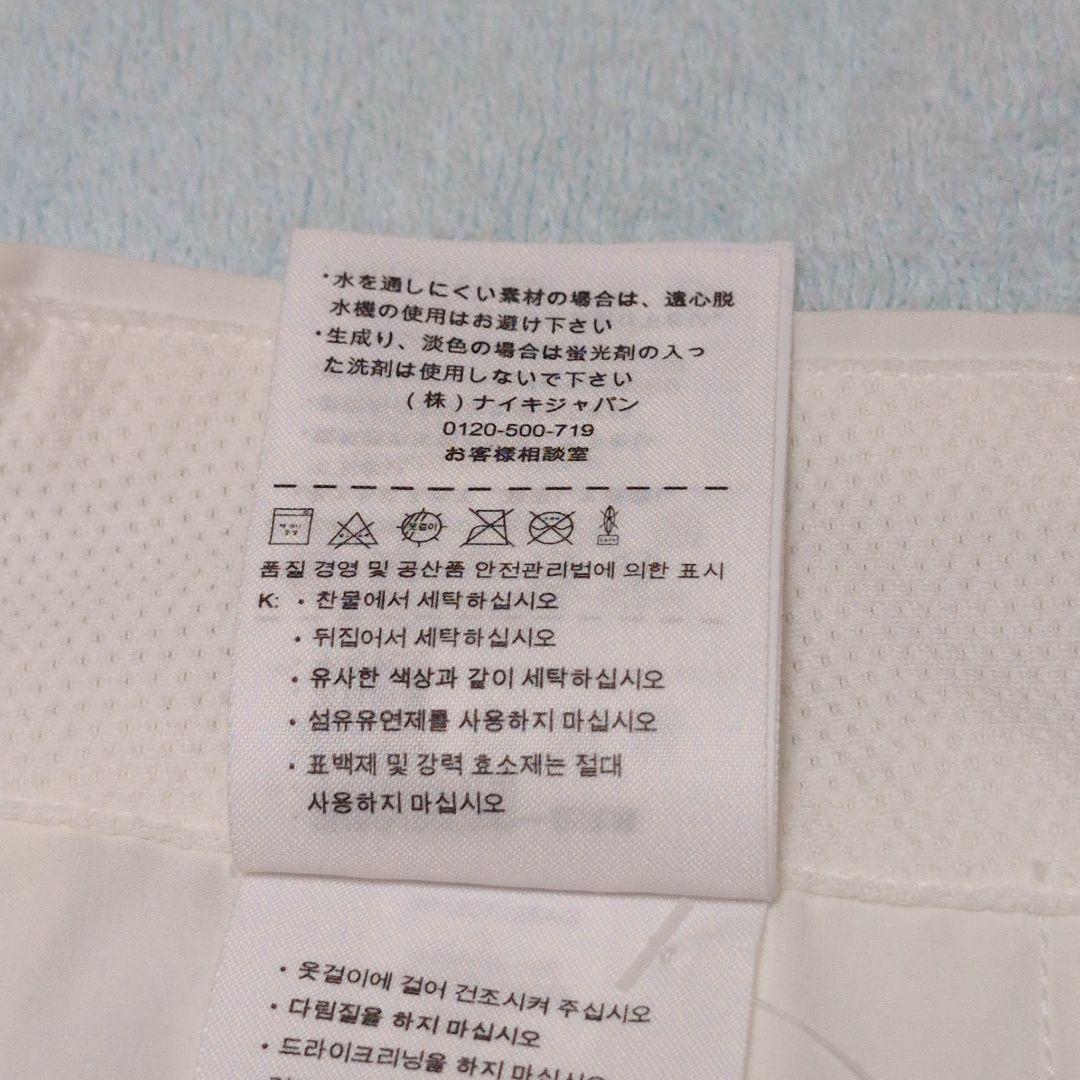 ・水を通しにくい素材の場合は、遠心脱
水機の使用はお避け下さい
・生成り、淡色の場合は蛍光剤の入っ
た洗剤は使用しないで下さい
(株)ナイキジャパン
0120-500-719
お客様相談室
옷걸이
품질 경영 및 공산품 안전관리법에 의한 표시
K: • 찬물에서 세탁하십시오
• 뒤집어서 세탁하십시오
• 유사한 색상과 같이 세탁하십시오
• 섬유유연제를 사용하지 마십시오
• 표백제 및 강력 효소제는 절대
사용하지 마십시오
• 옷걸이에 걸어 건조시켜 주십시오
• 다림질을 하지 마십시오
• 드라이크리닝을 하지 마십시오